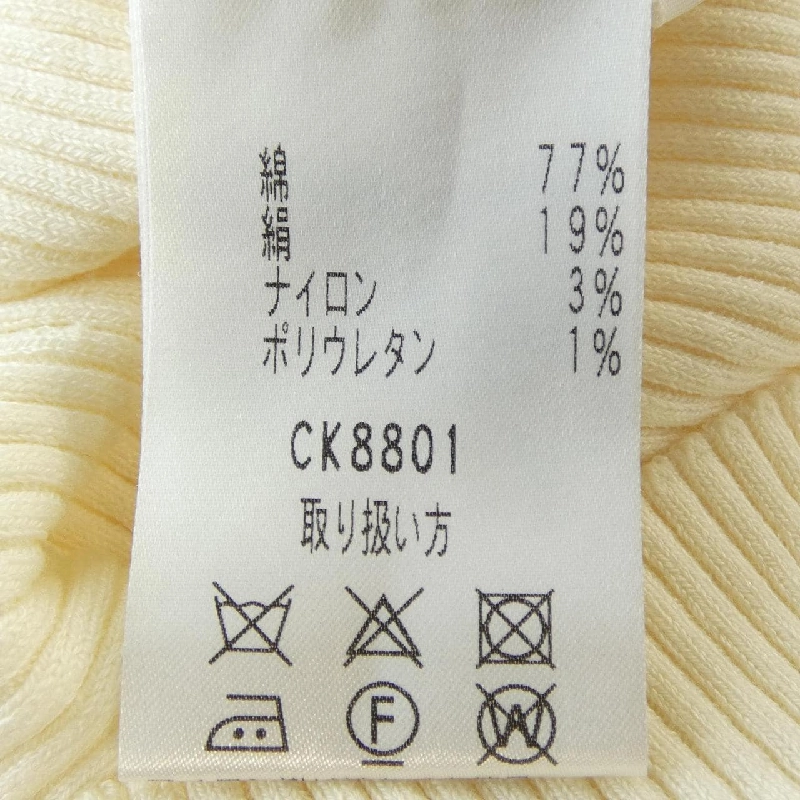 綿 77%
絹 19%
ナイロン 3%
ポリウレタン 1%
CK8801
取り扱い方
F W